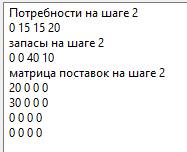 Потребности на шаге 2
0 15 15 20
запасы на шаге 2
0 0 40 10
матрица поставок на шаге 2
20 0 0 0
30 0 0 0
0 0 0 0
0 0 0 0